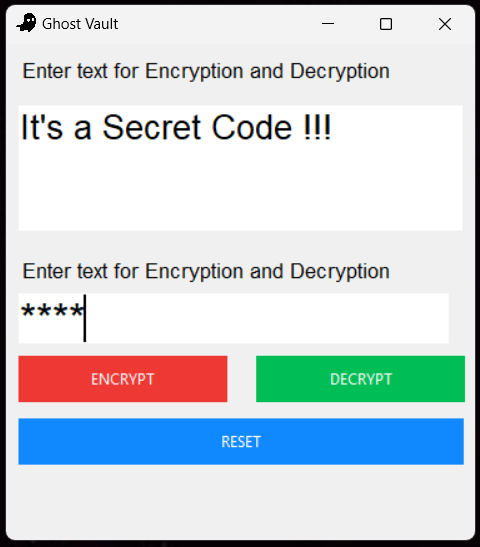 Ghost Vault
Enter text for Encryption and Decryption
It's a Secret Code !!!
Enter text for Encryption and Decryption
****
ENCRYPT
DECRYPT
RESET